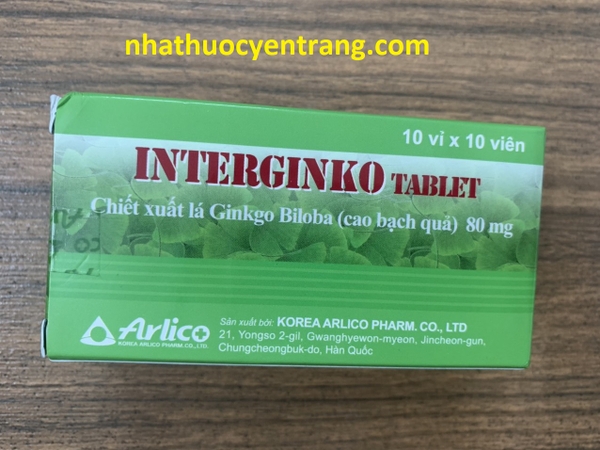 nhathuocyentrang.com
10 vỉ x 10 viên
INTERGINKO TABLET
Chiết xuất lá Ginkgo Biloba (cao bạch quả) 80 mg
Arlico
KOREA ARLICO PHARM. CO., LTD.
Sản xuất bởi: KOREA ARLICO PHARM. CO., LTD
21, Yongso 2-gil, Gwanghyewon-myeon, Jincheon-gun,
Chungcheongbuk-do, Hàn Quốc